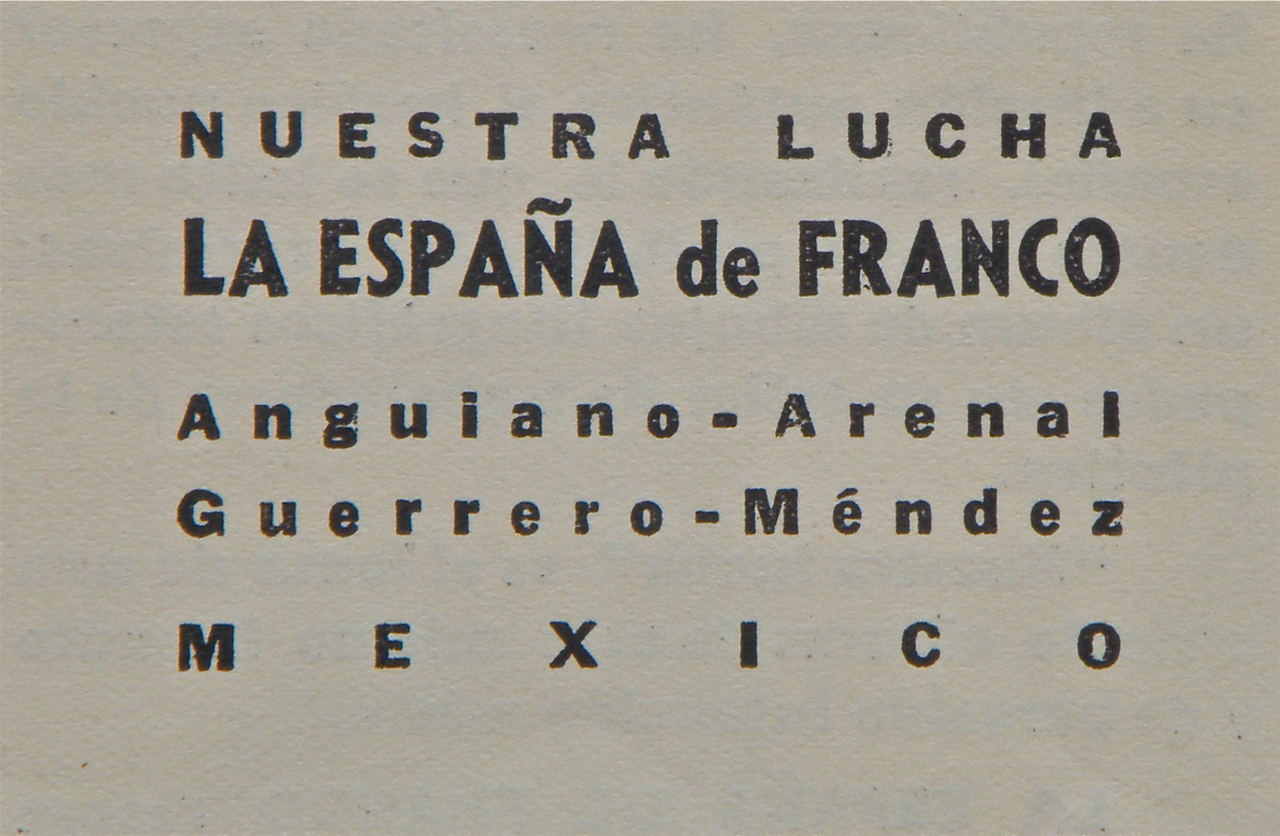 NUESTRA LUCHA
LA ESPAÑA de FRANCO
Anguiano-Arenal
Guerrero-Méndez
MEXICO